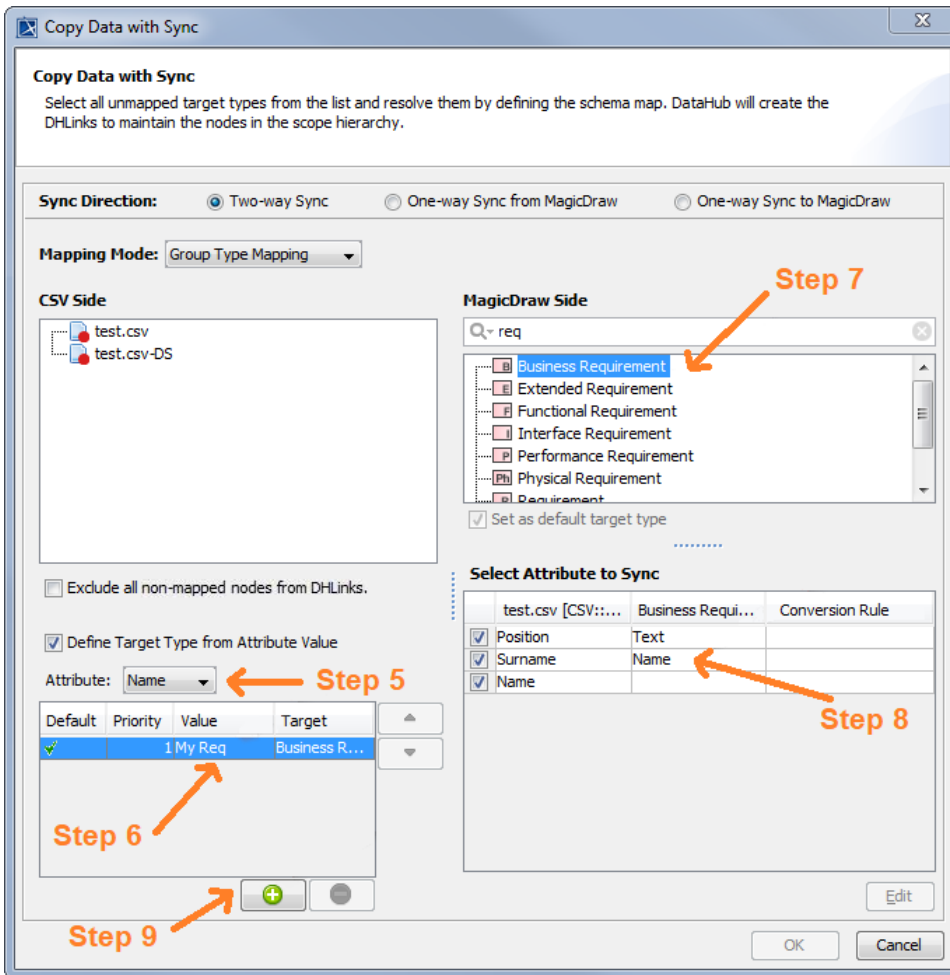 Copy Data with Sync
Copy Data with Sync
Select all unmapped target types from the list and resolve them by defining the schema map. DataHub will create the
DHLinks to maintain the nodes in the scope hierarchy.
Sync Direction: Two-way Sync One-way Sync from MagicDraw One-way Sync to MagicDraw
Mapping Mode: Group Type Mapping
Step 7
CSV Side
test.csv
test.csv-DS
MagicDraw Side
req
B Business Requirement
E Extended Requirement
F Functional Requirement
I Interface Requirement
P Performance Requirement
Ph Physical Requirement
R Requirement
Set as default target type
Exclude all non-mapped nodes from DHLinks.
Define Target Type from Attribute Value
Attribute: Name
Step 5
Default Priority Value Target
1 My Req Business R...
Step 6
Step 9
Select Attribute to Sync
test.csv [CSV::... Business Requi... Conversion Rule
Position Text
Surname Name
Name
Step 8
Edit
OK Cancel